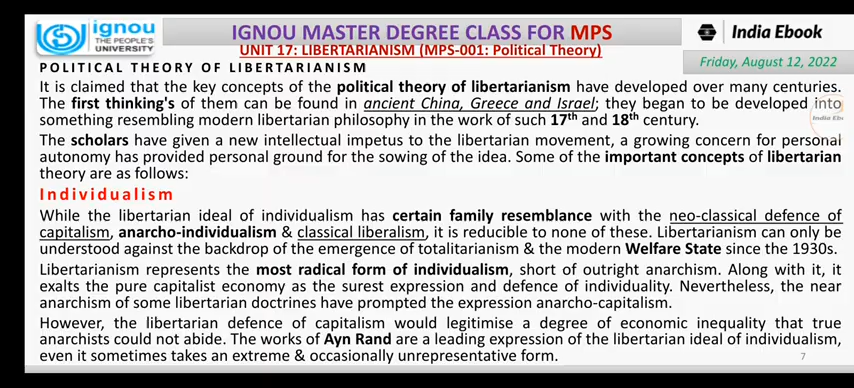 ignou
THE PEOPLE'S
UNIVERSITY
IGNOU MASTER DEGREE CLASS FOR MPS
UNIT 17: LIBERTARIANISM (MPS-001: Political Theory)
India Ebook
Friday, August 12, 2022
POLITICAL THEORY OF LIBERTARIANISM
It is claimed that the key concepts of the political theory of libertarianism have developed over many centuries.
The first thinking's of them can be found in ancient China, Greece and Israel; they began to be developed into
something resembling modern libertarian philosophy in the work of such 17th and 18th century.
The scholars have given a new intellectual impetus to the libertarian movement, a growing concern for personal
autonomy has provided personal ground for the sowing of the idea. Some of the important concepts of libertarian
theory are as follows:
Individualism
While the libertarian ideal of individualism has certain family resemblance with the neo-classical defence of
capitalism, anarcho-individualism & classical liberalism, it is reducible to none of these. Libertarianism can only be
understood against the backdrop of the emergence of totalitarianism & the modern Welfare State since the 1930s.
Libertarianism represents the most radical form of individualism, short of outright anarchism. Along with it, it
exalts the pure capitalist economy as the surest expression and defence of individuality. Nevertheless, the near
anarchism of some libertarian doctrines have prompted the expression anarcho-capitalism.
However, the libertarian defence of capitalism would legitimise a degree of economic inequality that true
anarchists could not abide. The works of Ayn Rand are a leading expression of the libertarian ideal of individualism,
even it sometimes takes an extreme & occasionally unrepresentative form.
7